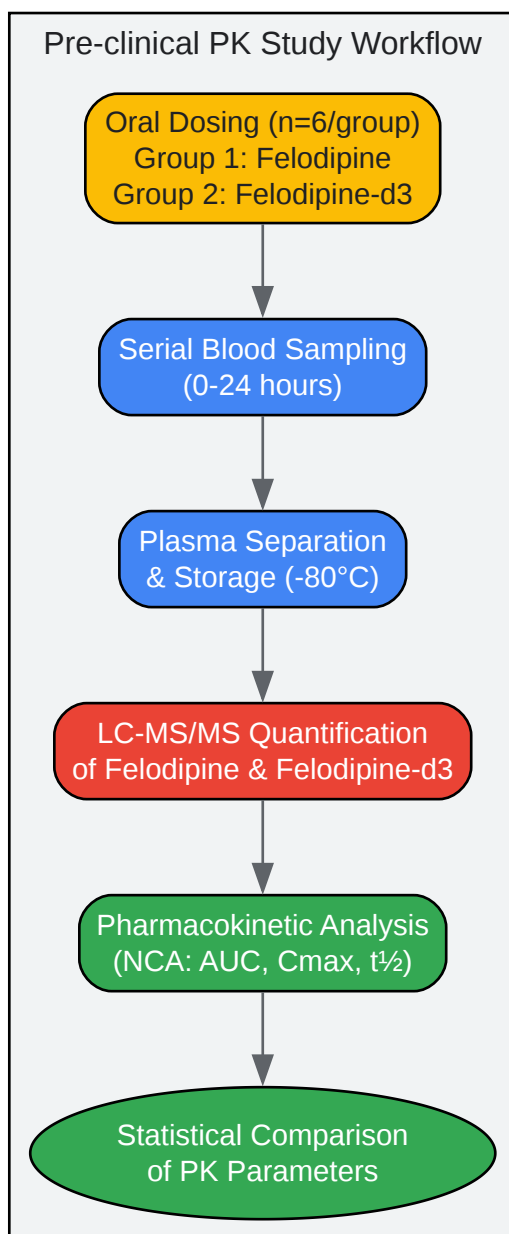 Pre-clinical PK Study Workflow
Oral Dosing (n=6/group)
Group 1: Felodipine
Group 2: Felodipine-d3
Serial Blood Sampling
(0-24 hours)
Plasma Separation
& Storage (-80°C)
LC-MS/MS Quantification
of Felodipine & Felodipine-d3
Pharmacokinetic Analysis
(NCA: AUC, Cmax, t½)
Statistical Comparison
of PK Parameters